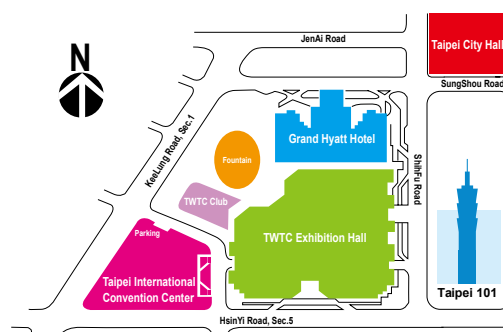 JenAi Road
Taipei City Hall
N
SungShou Road
Grand Hyatt Hotel
KeeLung Road, Sec.1
Fountain
ShihFu Road
TWTC Club
Parking
TWTC Exhibition Hall
Taipei International
Convention Center
Taipei 101
HsinYi Road, Sec.5